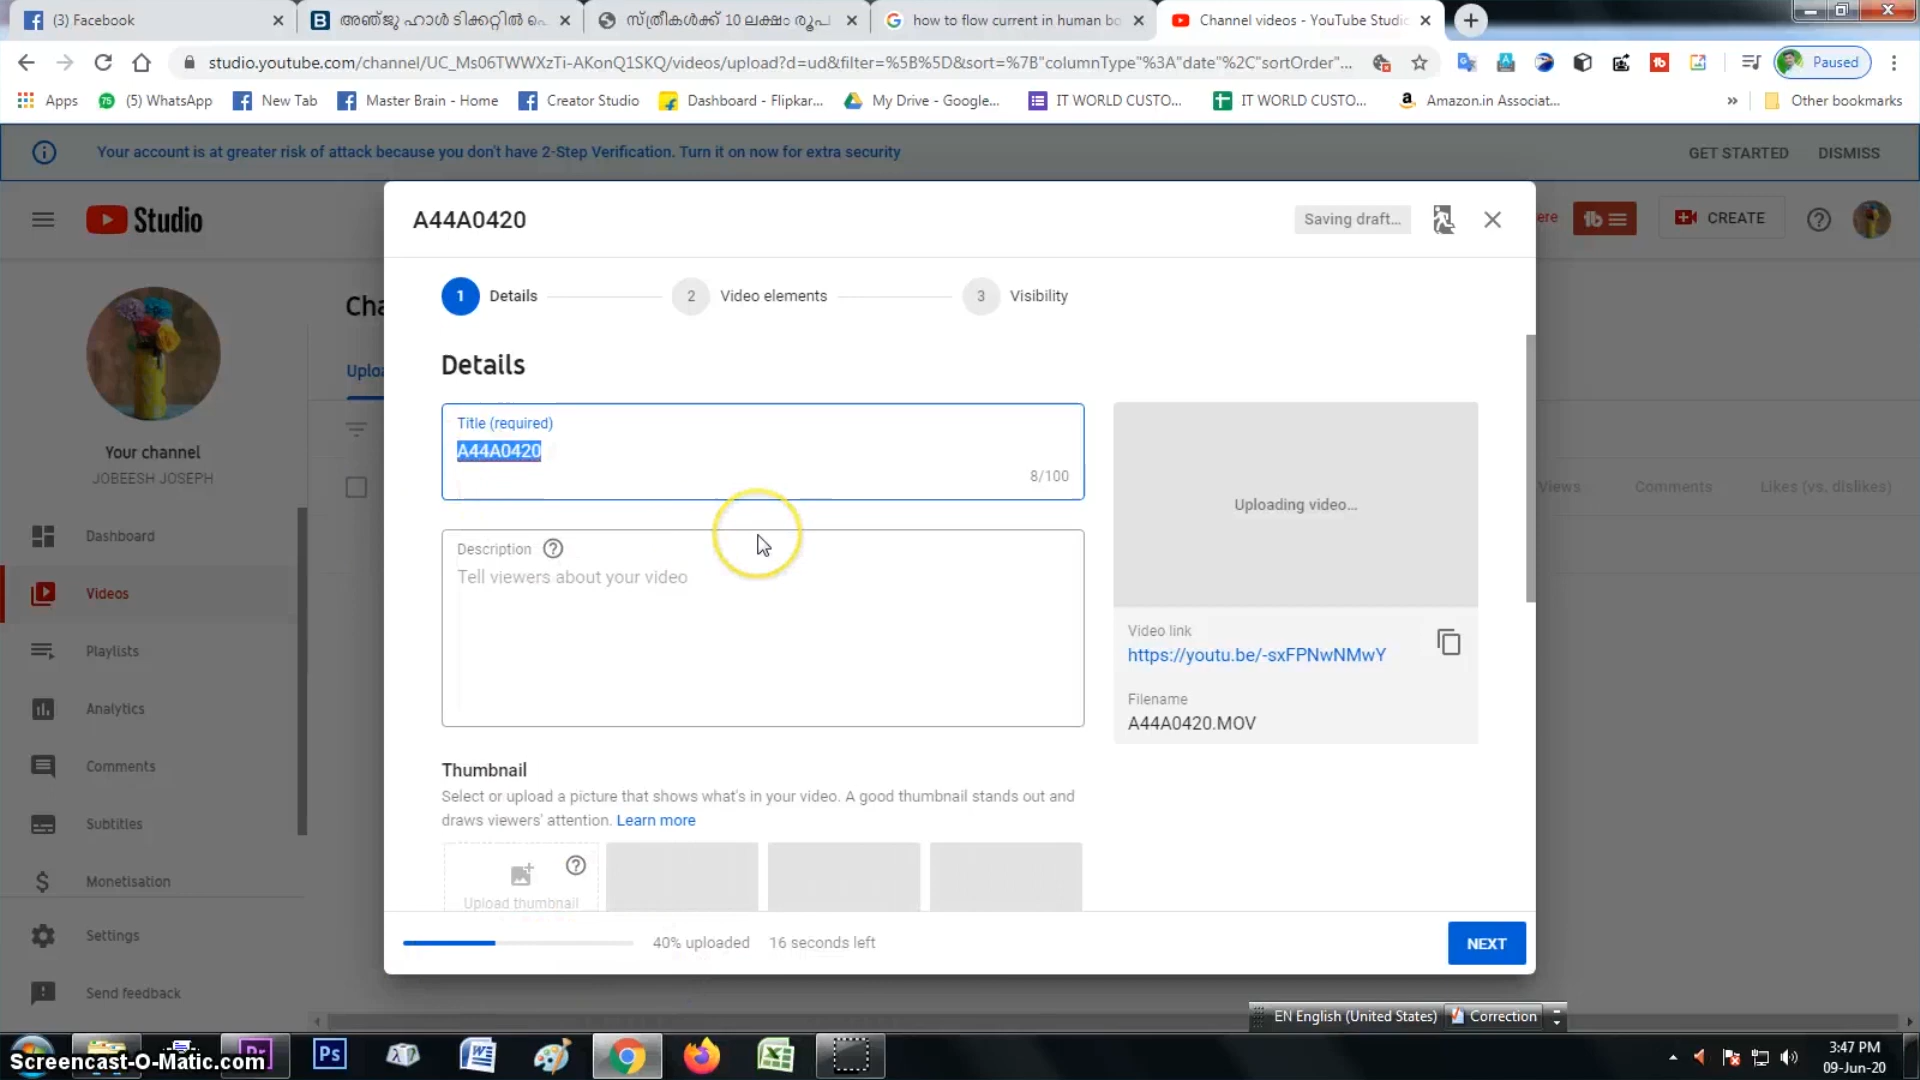 (3) Facebook
അഞ്ജു ഹാൾ ടിക്കറ്റിൽ
സ്ത്രീകൾക്ക് 10 ലക്ഷം രൂപ
how to flow current in human bo
Channel videos - YouTube Studio
studio.youtube.com/channel/UC_Ms06TWWXzTi-AKonQ1SKQ/videos/upload?d=ud&filter=%5B%5D&sort=%7B"columnType"%3A"date"%2C"sortOrder"...
Paused
Apps
(5) WhatsApp
New Tab
Master Brain - Home
Creator Studio
Dashboard - Flipkar...
My Drive - Google...
IT WORLD CUSTO...
IT WORLD CUSTO...
Amazon.in Associat...
»
Other bookmarks
Your account is at greater risk of attack because you don't have 2-Step Verification. Turn it on now for extra security
GET STARTED
DISMISS
Studio
A44A0420
Saving draft...
ere
CREATE
1 Details
2 Video elements
3 Visibility
Cha
Uploa
Your channel
JOBEESH JOSEPH
Dashboard
Videos
Playlists
Analytics
Comments
Subtitles
Monetisation
Settings
Send feedback
Details
Title (required)
A44A0420
8/100
Description
Tell viewers about your video
Uploading video...
Video link
https://youtu.be/-sxFPNwNMwY
Filename
A44A0420.MOV
Views
Comments
Likes (vs. dislikes)
Thumbnail
Select or upload a picture that shows what's in your video. A good thumbnail stands out and
draws viewers' attention. Learn more
Upload thumbnail
40% uploaded
16 seconds left
NEXT
EN English (United States)
Correction
Pr
Ps
Screencast-O-Matic.com
3:47 PM
09-Jun-20